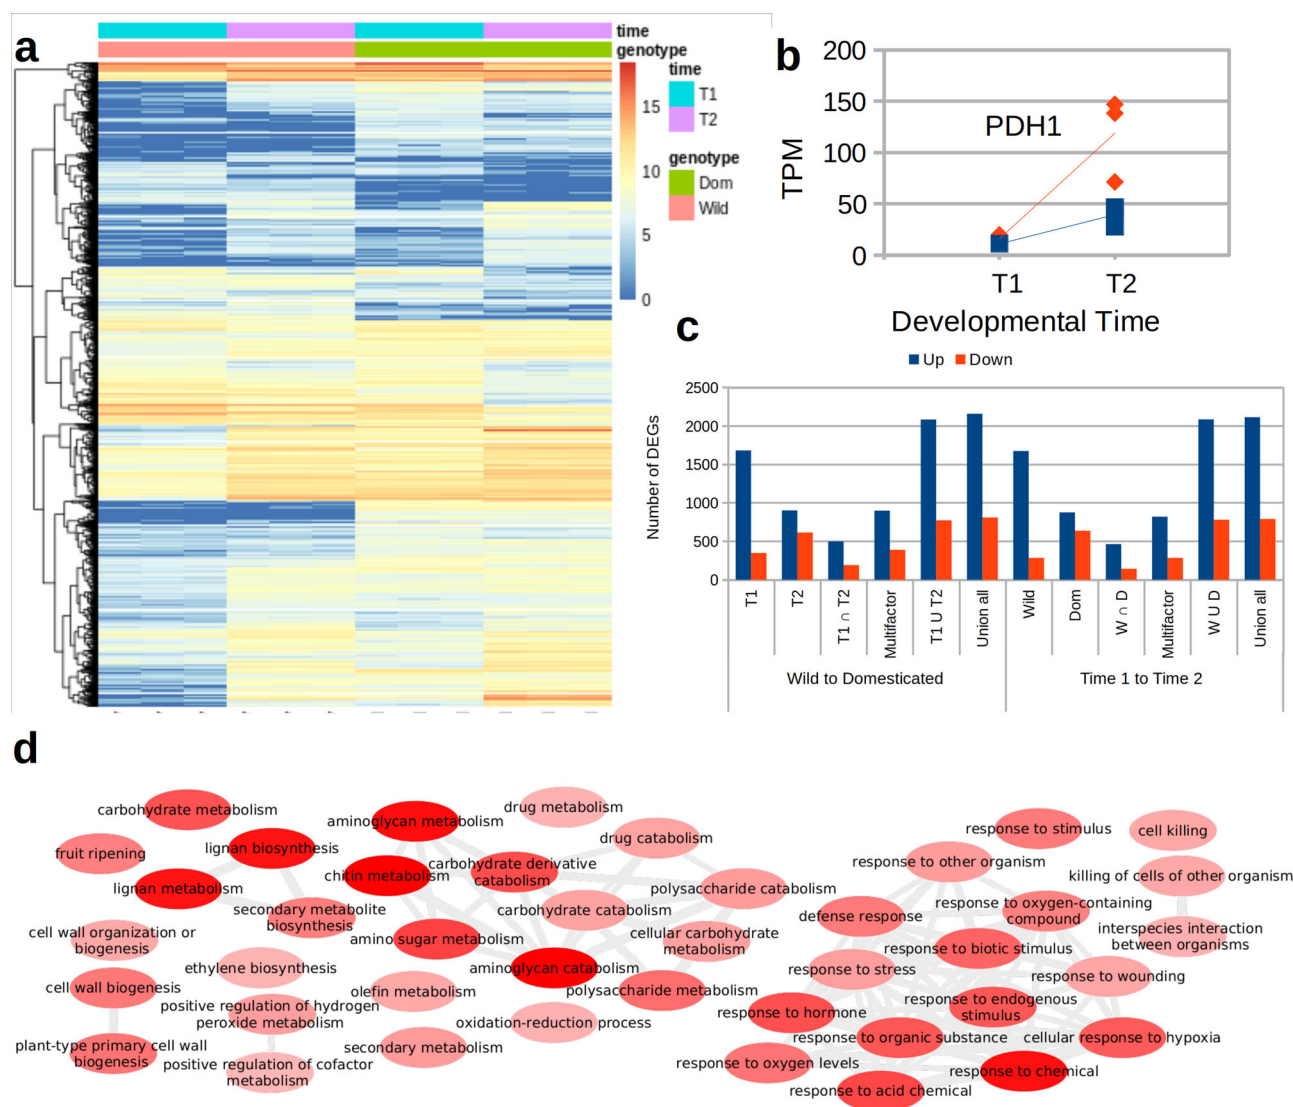 a
time
genotype
time
T1
T2
genotype
Dom
Wild
15
10
5
0
b
200
150
100
50
0
TPM
PDH1
T1
T2
Developmental Time
c
Up
Down
Number of DEGs
2500
2000
1500
1000
500
0
T1
T2
T1 ∩ T2
Multifactor
T1 U T2
Union all
Wild
Dom
W ∩ D
Multifactor
W U D
Union all
Wild to Domesticated
Time 1 to Time 2
d
carbohydrate metabolism
fruit ripening
lignan biosynthesis
lignan metabolism
secondary metabolite
biosynthesis
cell wall organization or
biogenesis
cell wall biogenesis
plant-type primary cell wall
biogenesis
ethylene biosynthesis
positive regulation of hydrogen
peroxide metabolism
positive regulation of cofactor
metabolism
aminoglycan metabolism
chitin metabolism
carbohydrate derivative
catabolism
drug metabolism
drug catabolism
polysaccharide catabolism
carbohydrate catabolism
amino sugar metabolism
cellular carbohydrate
metabolism
aminoglycan catabolism
polysaccharide metabolism
olefin metabolism
oxidation-reduction process
secondary metabolism
response to stimulus
cell killing
response to other organism
killing of cells of other organism
response to oxygen-containing
compound
defense response
interspecies interaction
between organisms
response to biotic stimulus
response to stress
response to wounding
response to endogenous
stimulus
response to hormone
response to organic substance
cellular response to hypoxia
response to oxygen levels
response to chemical
response to acid chemical